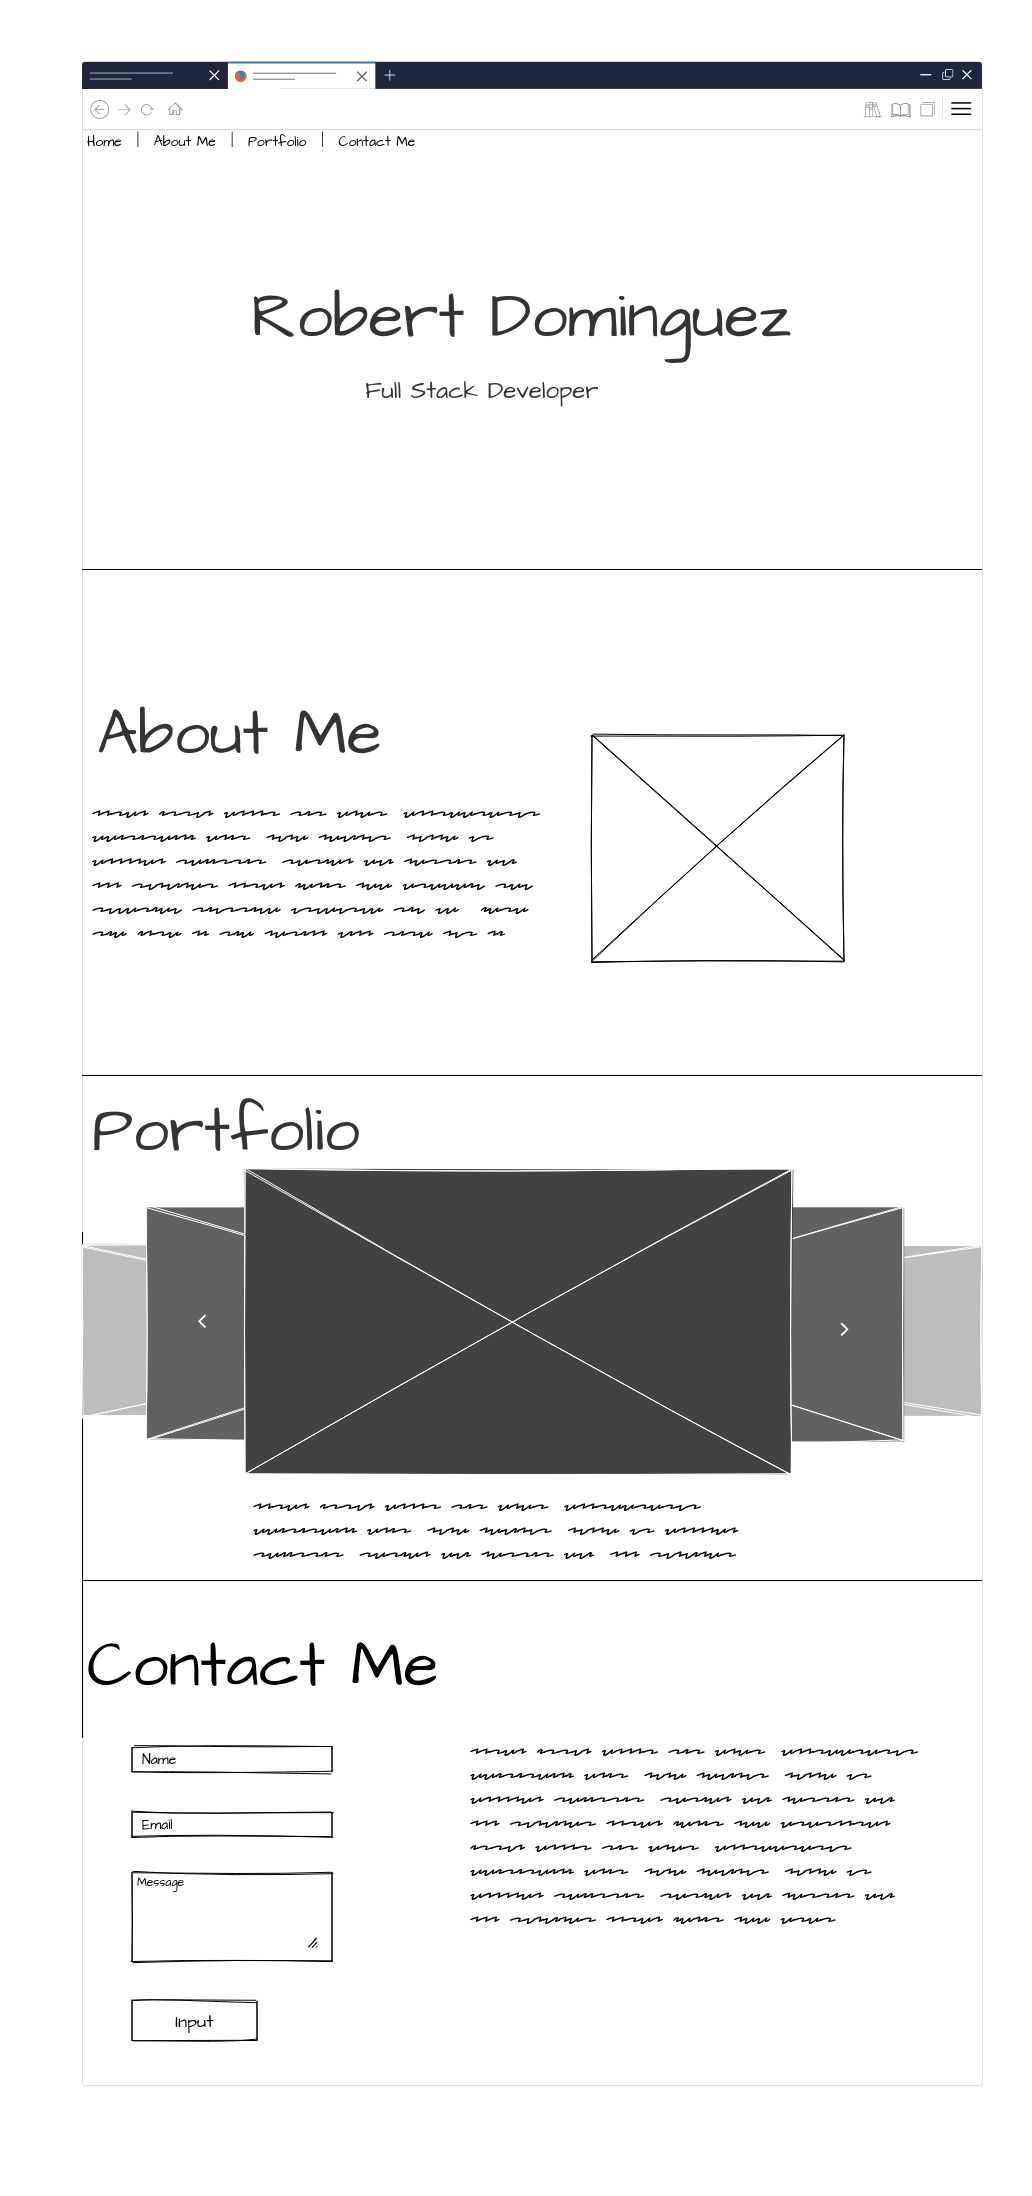 Home | About Me | Portfolio | Contact Me
Robert Dominguez
Full Stack Developer
About Me
Portfolio
Contact Me
Name
Email
Message
Input